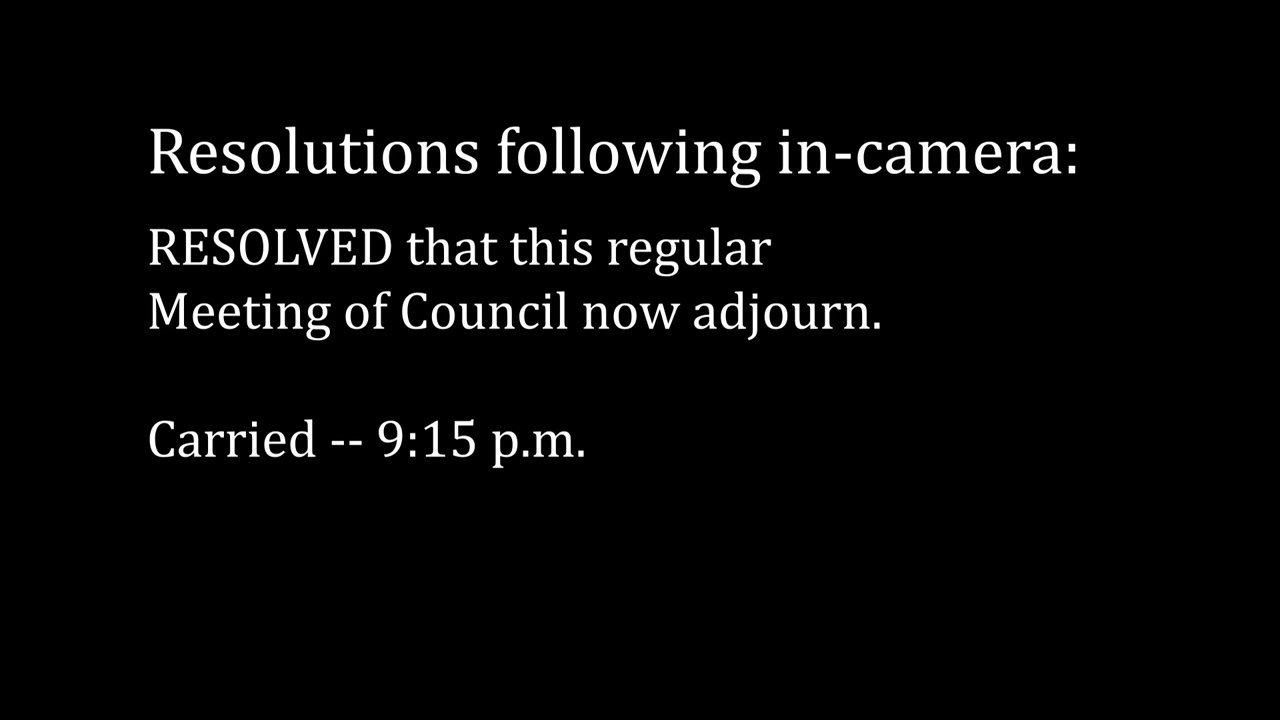 Resolutions following in-camera:
RESOLVED that this regular
Meeting of Council now adjourn.
Carried -- 9:15 p.m.